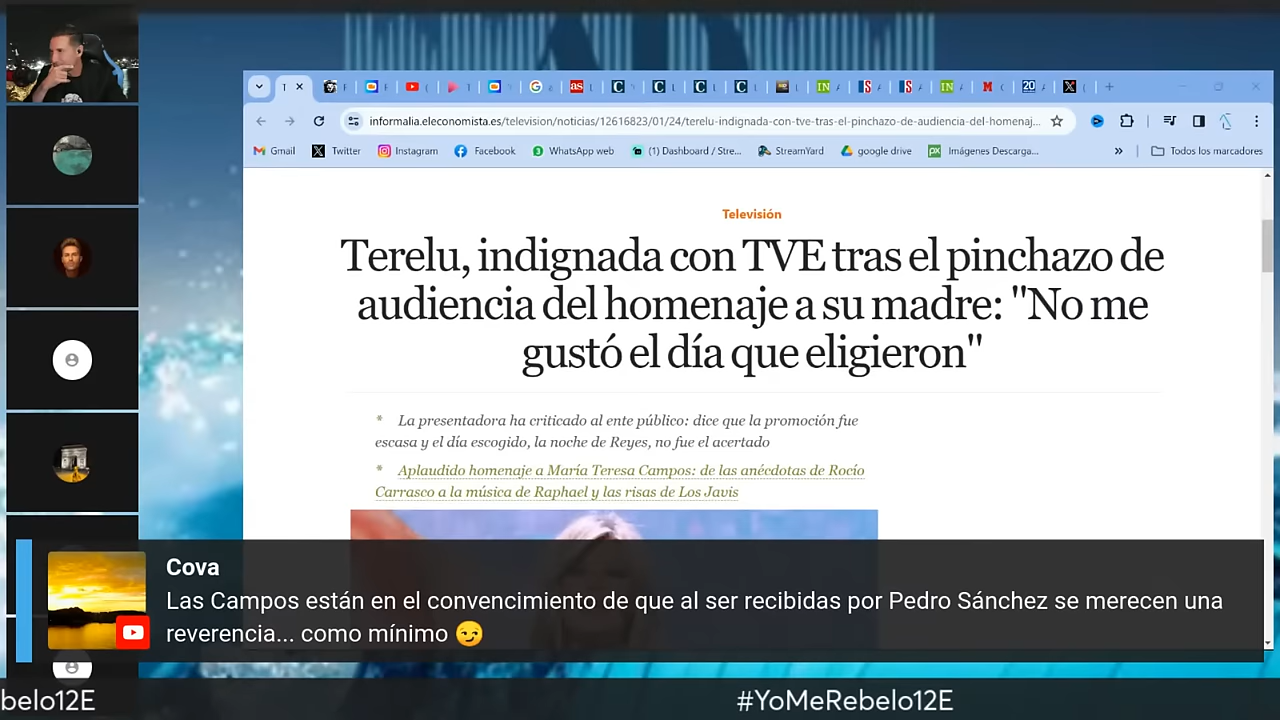 T
as
IN
IN
M
20
X
informalia.eleconomista.es/television/noticias/12616823/01/24/terelu-indignada-con-tve-tras-el-pinchazo-de-audiencia-del-homenaj...
Gmail
Twitter
Instagram
Facebook
WhatsApp web
(1) Dashboard / Stre...
StreamYard
google drive
Imágenes Descarga...
»
Todos los marcadores
Televisión
Terelu, indignada con TVE tras el pinchazo de
audiencia del homenaje a su madre: "No me
gustó el día que eligieron"
* La presentadora ha criticado al ente público: dice que la promoción fue
escasa y el día escogido, la noche de Reyes, no fue el acertado
* Aplaudido homenaje a María Teresa Campos: de las anécdotas de Rocío
Carrasco a la música de Raphael y las risas de Los Javis
Cova
Las Campos están en el convencimiento de que al ser recibidas por Pedro Sánchez se merecen una
reverencia... como mínimo 😏
belo12E
#YoMeRebelo12E